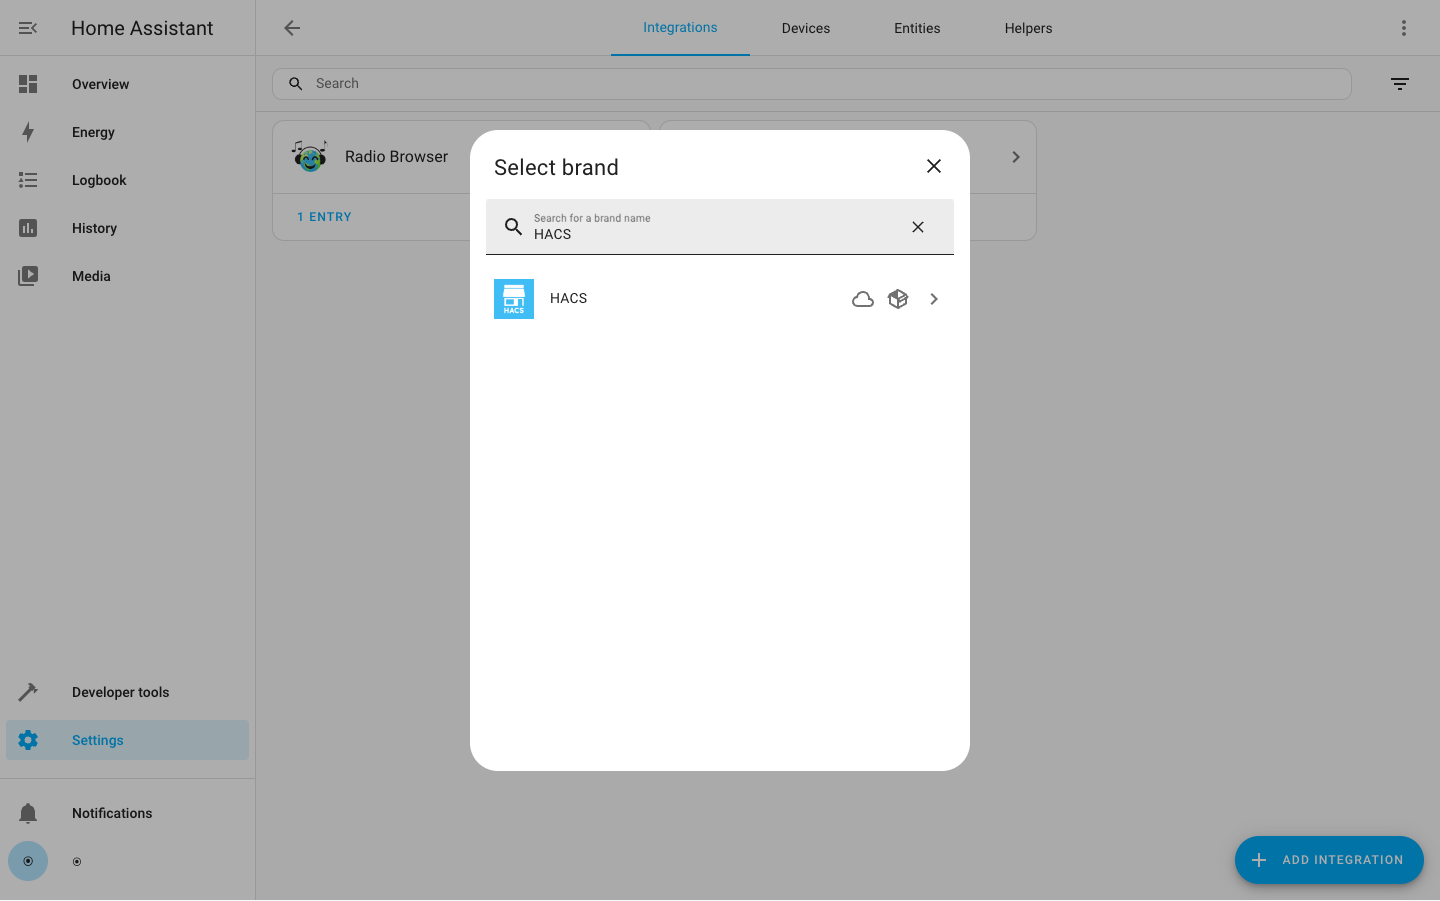 Home Assistant
Integrations
Devices
Entities
Helpers
Overview
Energy
Logbook
History
Media
Developer tools
Settings
Notifications
Search
Radio Browser
1 ENTRY
Select brand
Search for a brand name
HACS
HACS
HACS
ADD INTEGRATION